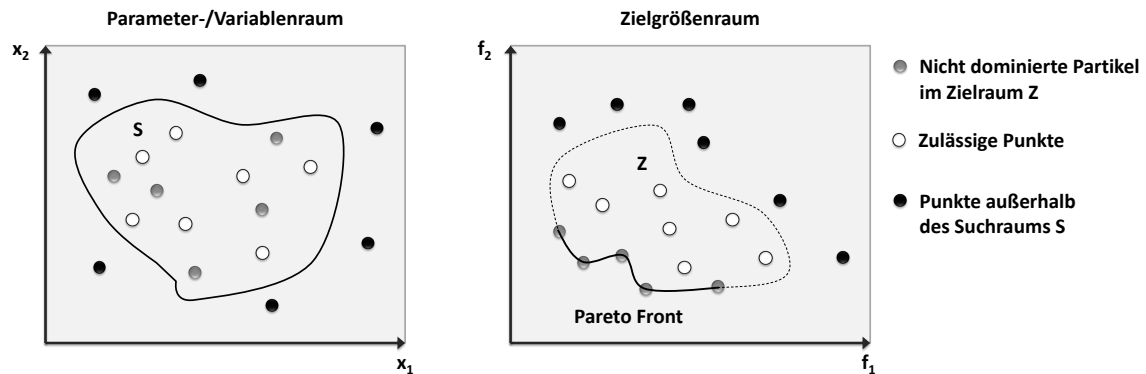 Parameter-/Variablenraum
x2
S
x1
Zielgrößenraum
f2
Z
Pareto Front
f1
Nicht dominierte Partikel
im Zielraum Z
Zulässige Punkte
Punkte außerhalb
des Suchraums S